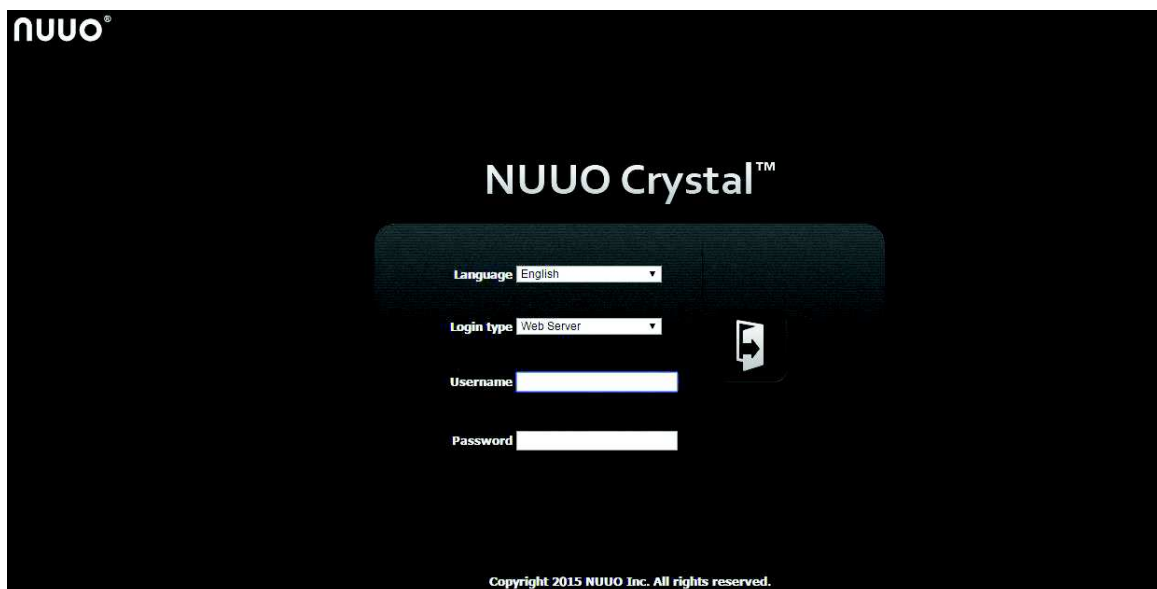 nuuo®
NUUO Crystal™
Language English
Login type Web Server
Username
Password
Copyright 2015 NUUO Inc. All rights reserved.